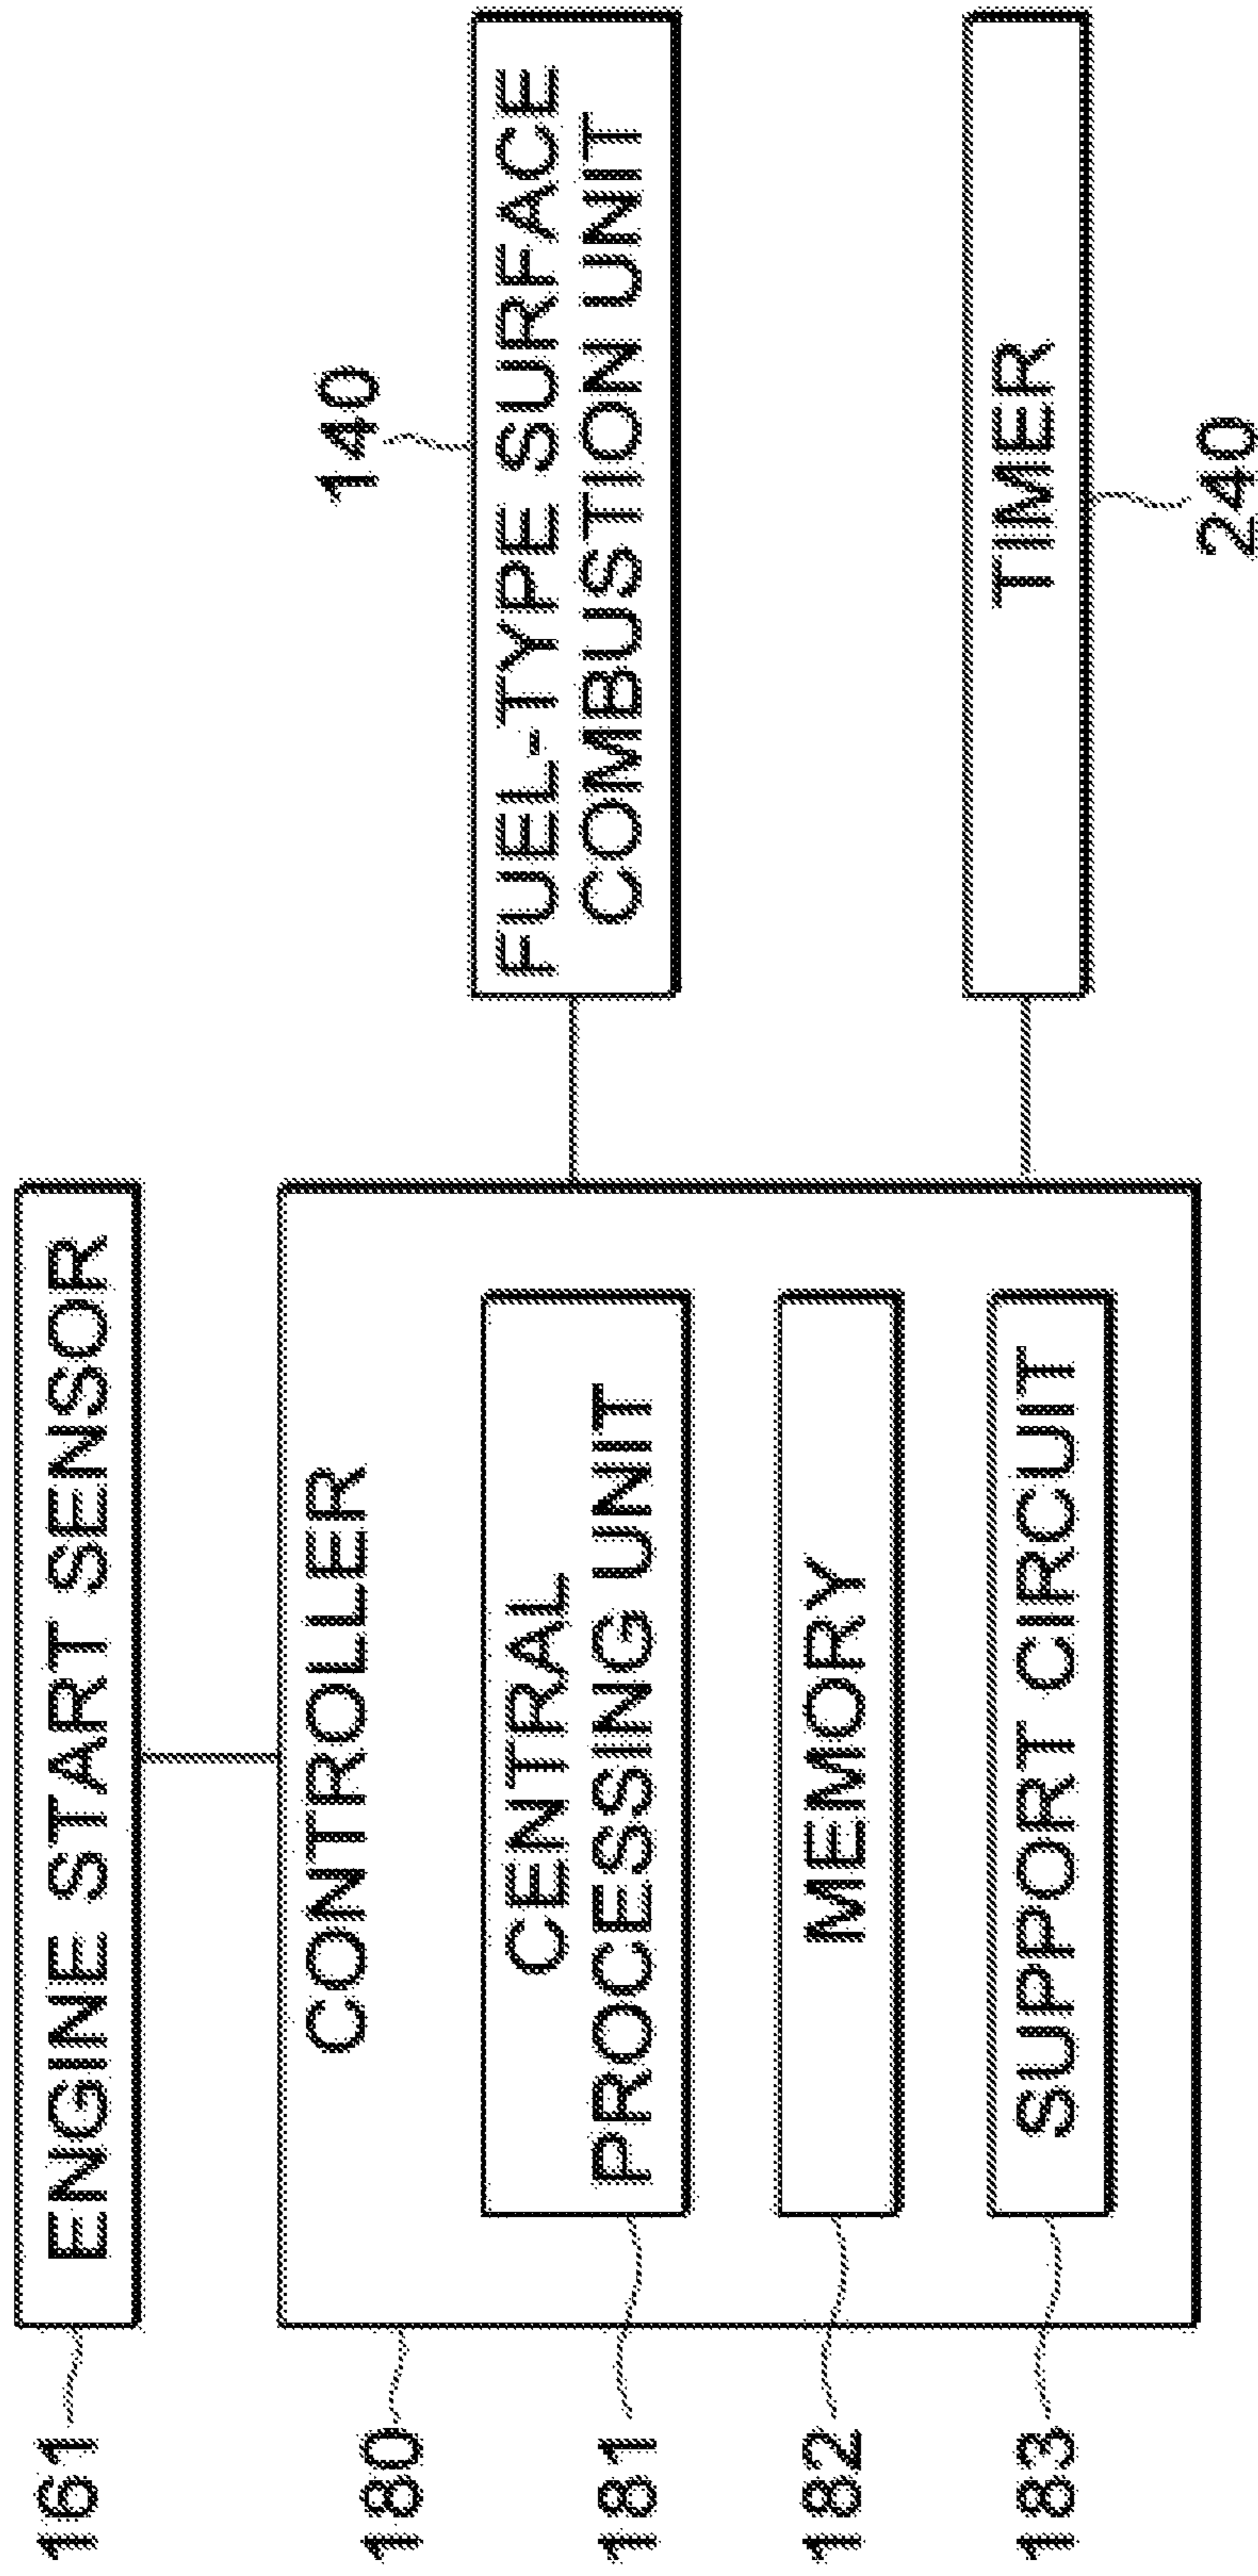 161
ENGINE START SENSOR
180
CONTROLLER
140
181
CENTRAL
PROCESSING UNIT
FUEL-TYPE SURFACE
COMBUSTION UNIT
182
MEMORY
183
SUPPORT CIRCUIT
TIMER
240